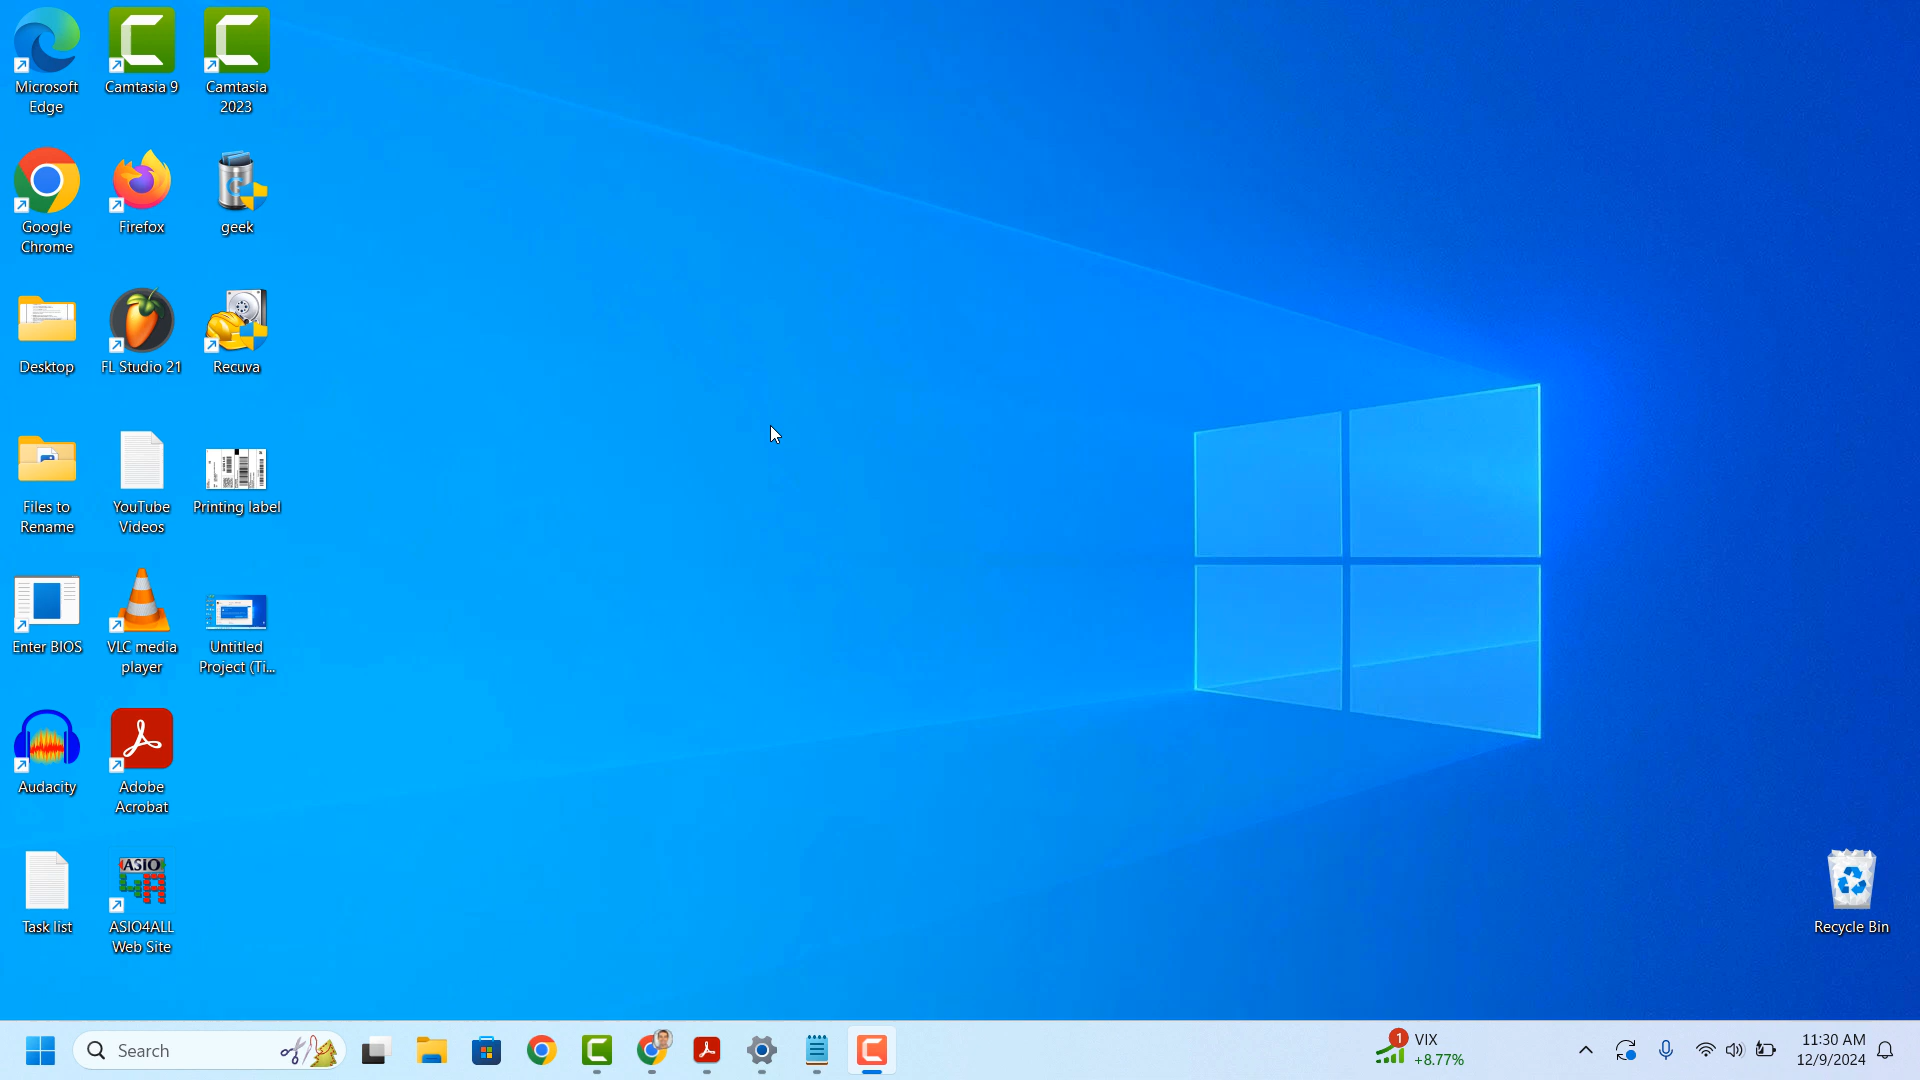 Microsoft
Edge
Camtasia 9
Camtasia
2023
Google
Chrome
Firefox
geek
Desktop
FL Studio 21
Recuva
Files to
Rename
YouTube
Videos
Printing label
Enter BIOS
VLC media
player
Untitled
Project (Ti...
Audacity
Adobe
Acrobat
Task list
ASIO
ASIO4ALL
Web Site
Recycle Bin
Search
1
VIX
+8.77%
11:30 AM
12/9/2024